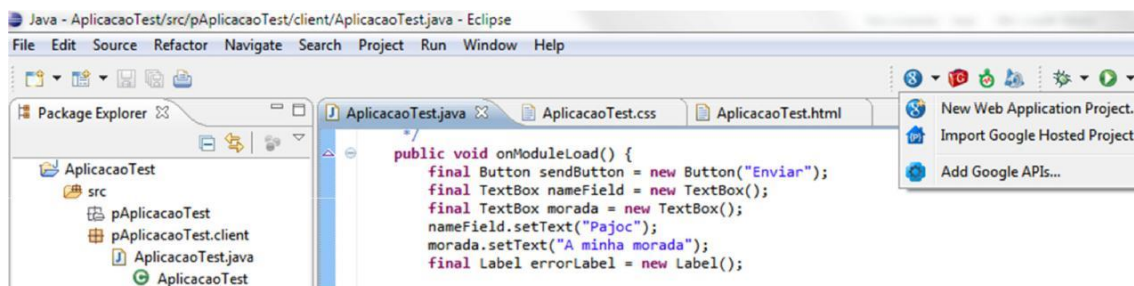 Java - AplicacaoTest/src/pAplicacaoTest/client/AplicacaoTest.java - Eclipse
File Edit Source Refactor Navigate Search Project Run Window Help
Package Explorer
AplicacaoTest
src
pAplicacaoTest
pAplicacaoTest.client
AplicacaoTest.java
AplicacaoTest
AplicacaoTest.java AplicacaoTest.css AplicacaoTest.html
*/
public void onModuleLoad() {
final Button sendButton = new Button("Enviar");
final TextBox nameField = new TextBox();
final TextBox morada = new TextBox();
nameField.setText("Pajoc");
morada.setText("A minha morada");
final Label errorLabel = new Label();
New Web Application Project.
Import Google Hosted Project
Add Google APIs...